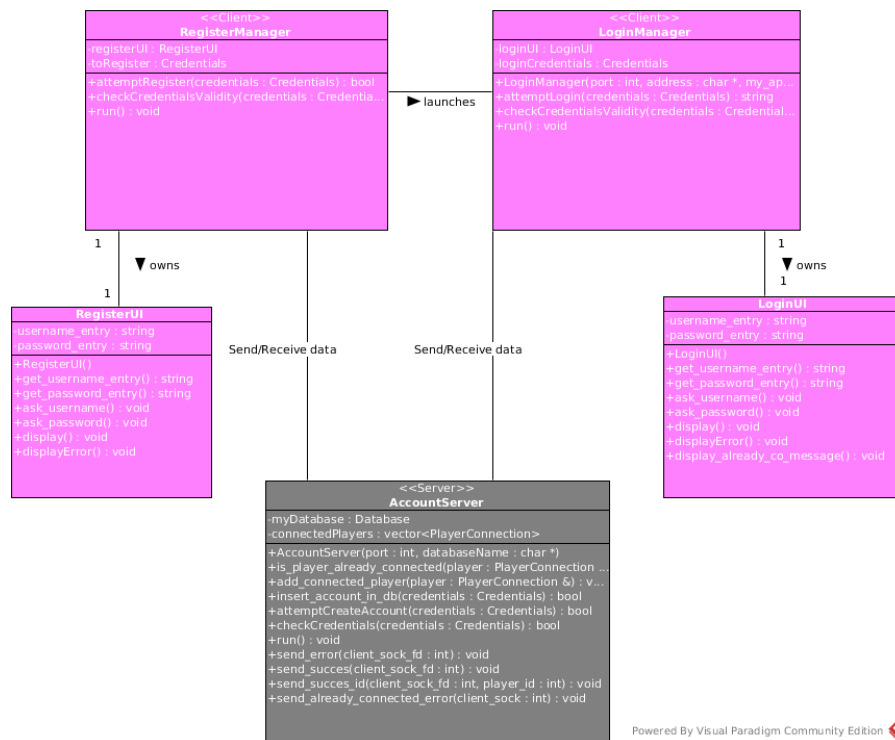 <<Client>>
RegisterManager
-registerUI : RegisterUI
-toRegister : Credentials
+attemptRegister(credentials : Credentials) : bool
+checkCredentialsValidity(credentials : Credentia...
+run() : void
<<Client>>
LoginManager
-loginUI : LoginUI
-loginCredentials : Credentials
+LoginManager(port : int, address : char *, my_ap...
+attemptLogin(credentials : Credentials) : string
+checkCredentialsValidity(credentials : Credential...
+run() : void
launches
1
owns
1
1
owns
1
RegisterUI
-username_entry : string
-password_entry : string
+RegisterUI()
+get_username_entry() : string
+get_password_entry() : string
+ask_username() : void
+ask_password() : void
+display() : void
+displayError() : void
Send/Receive data
Send/Receive data
LoginUI
-username_entry : string
-password_entry : string
+LoginUI()
+get_username_entry() : string
+get_password_entry() : string
+ask_username() : void
+ask_password() : void
+display() : void
+displayError() : void
+display_already_co_message() : void
<<Server>>
AccountServer
-myDatabase : Database
-connectedPlayers : vector<PlayerConnection>
+AccountServer(port : int, databaseName : char *)
+is_player_already_connected(player : PlayerConnection ...
+add_connected_player(player : PlayerConnection &) : v...
+insert_account_in_db(credentials : Credentials) : bool
+attemptCreateAccount(credentials : Credentials) : bool
+checkCredentials(credentials : Credentials) : bool
+run() : void
+send_error(client_sock_fd : int) : void
+send_succes(client_sock_fd : int) : void
+send_succes_id(client_sock_fd : int, player_id : int) : void
+send_already_connected_error(client_sock : int) : void
Powered By Visual Paradigm Community Edition